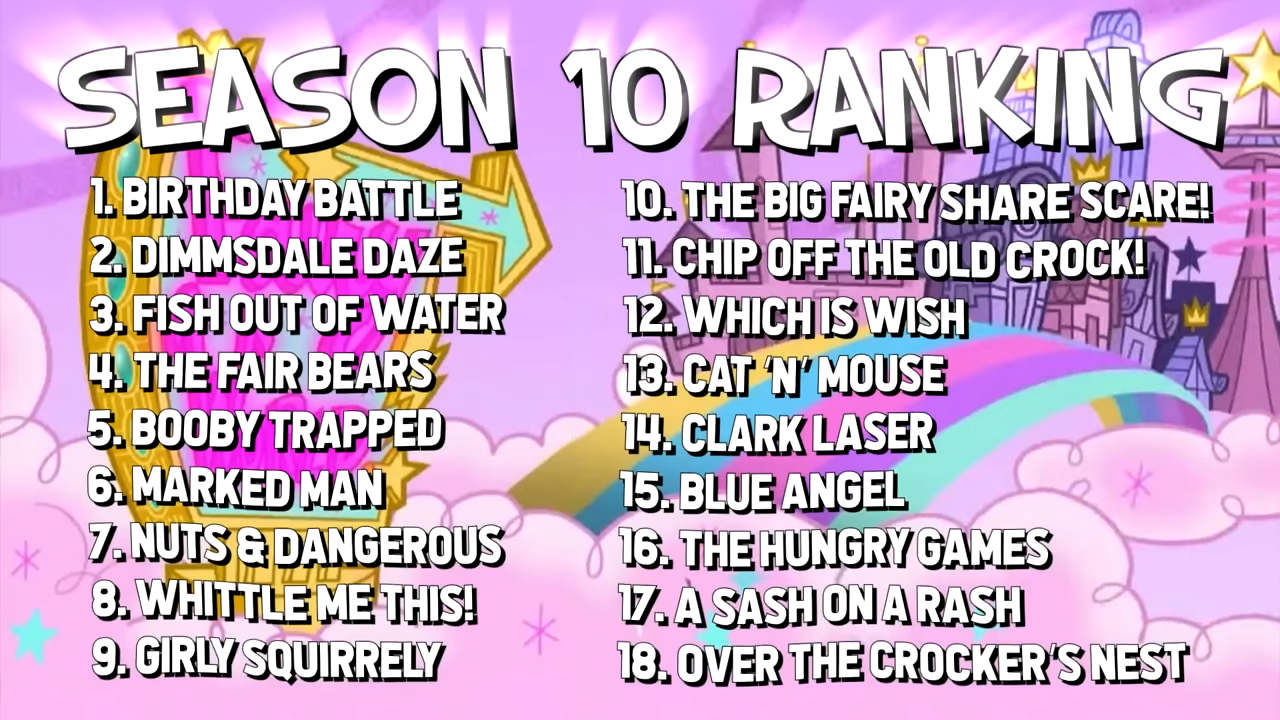 SEASON 10 RANKING
1. BIRTHDAY BATTLE
2. DIMMSDALE DAZE
3. FISH OUT OF WATER
4. THE FAIR BEARS
5. BOOBY TRAPPED
6. MARKED MAN
7. NUTS & DANGEROUS
8. WHITTLE ME THIS!
9. GIRLY SQUIRRELY
10. THE BIG FAIRY SHARE SCARE!
11. CHIP OFF THE OLD CROCK!
12. WHICH IS WISH
13. CAT 'N' MOUSE
14. CLARK LASER
15. BLUE ANGEL
16. THE HUNGRY GAMES
17. A SASH ON A RASH
18. OVER THE CROCKER'S NEST